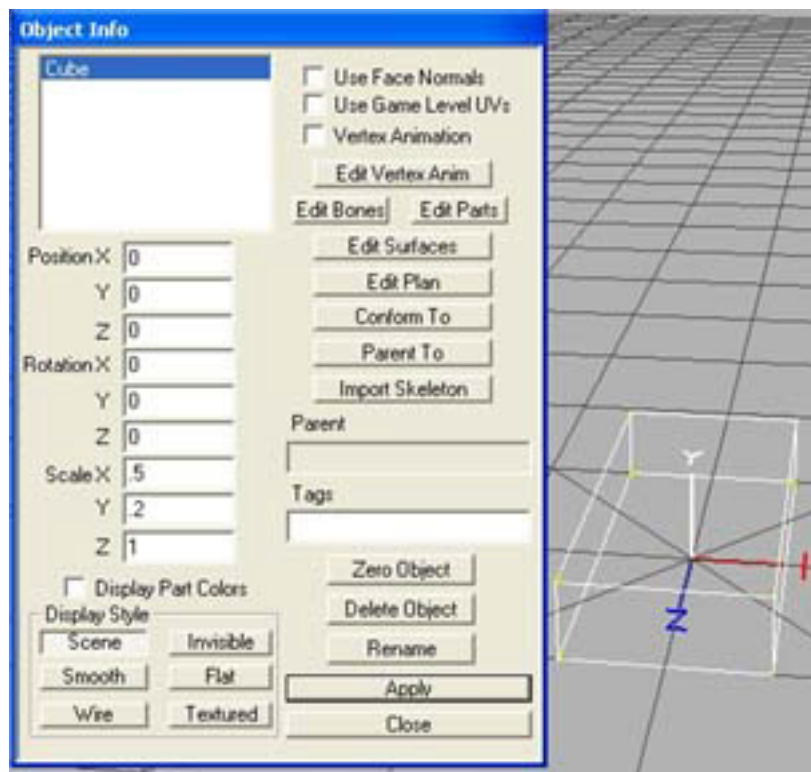 Object Info
Cube
Use Face Normals
Use Game Level UVs
Vertex Animation
Edit Vertex Anim
Edit Bones Edit Parts
Edit Surfaces
Edit Plan
Conform To
Parent To
Import Skeleton
Position X 0
Y 0
Z 0
Rotation X 0
Y 0
Z 0
Scale X .5
Y .2
Z 1
Display Part Colors
Display Style
Scene Invisible
Smooth Flat
Wire Textured
Parent
Tags
Zero Object
Delete Object
Rename
Apply
Close
Y
Z